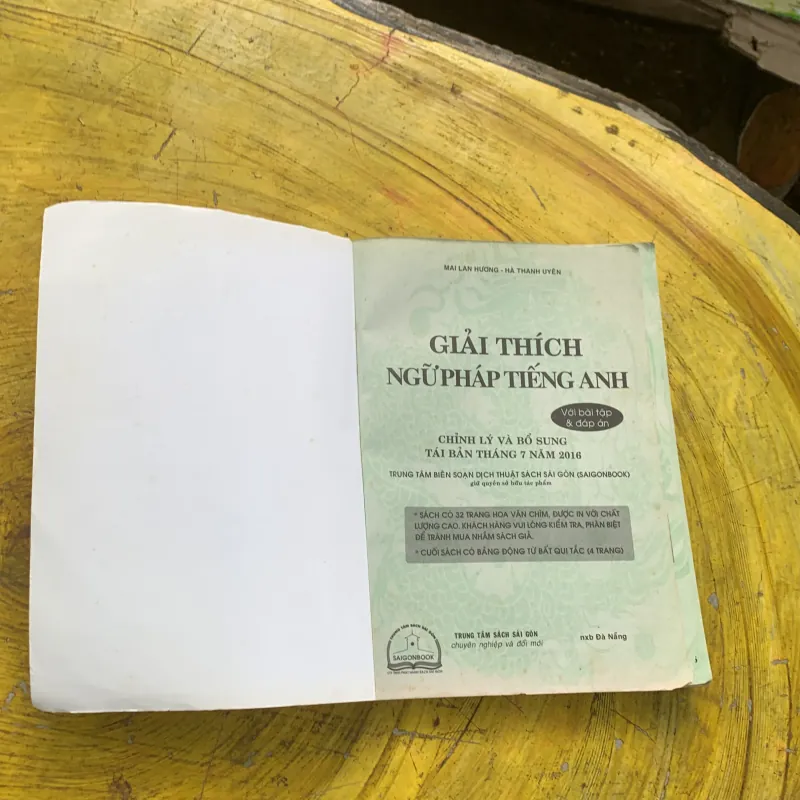 MAI LAN HƯƠNG - HÀ THANH UYÊN
GIẢI THÍCH
NGỮ PHÁP TIẾNG ANH
Với bài tập
& đáp án
CHỈNH LÝ VÀ BỔ SUNG
TÁI BẢN THÁNG 7 NĂM 2016
TRUNG TÂM BIÊN SOẠN DỊCH THUẬT SÁCH SÀI GÒN (SAIGONBOOK)
giữ quyền sở hữu tác phẩm
* SÁCH CÓ 32 TRANG HOA VĂN CHÌM, ĐƯỢC IN VỚI CHẤT
LƯỢNG CAO. KHÁCH HÀNG VUI LÒNG KIỂM TRA, PHÂN BIỆT
ĐỂ TRÁNH MUA NHẦM SÁCH GIẢ.
* CUỐI SÁCH CÓ BẢNG ĐỘNG TỪ BẤT QUI TẮC (4 TRANG)
SAIGONBOOK
TRUNG TÂM SÁCH SÀI GÒN
chuyên nghiệp và đổi mới
nxb Đà Nẵng